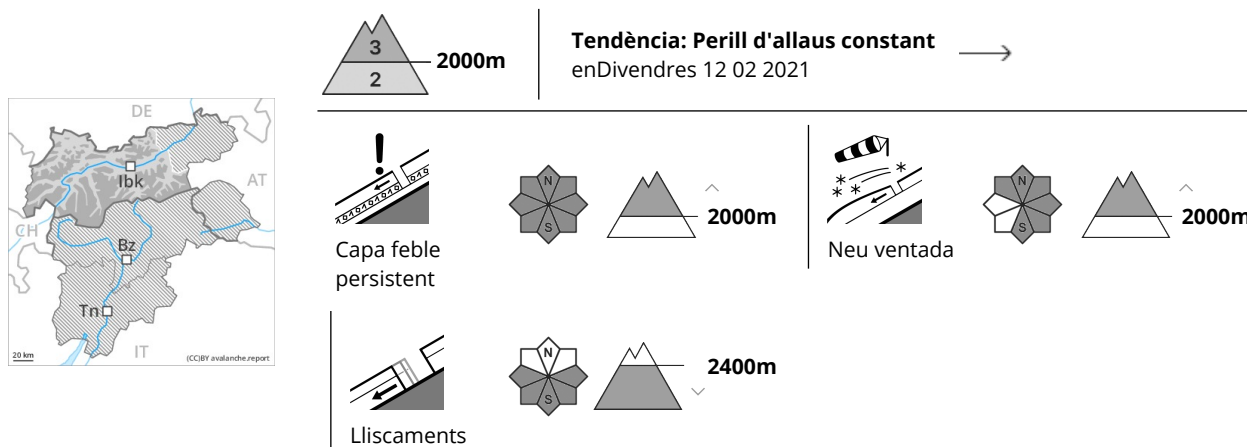 3
2
2000m
Tendència: Perill d'allaus constant
enDivendres 12 02 2021
DE
Ibk
AT
CH
Bz
Tn
IT
20 km
(CC)BY avalanche.report
N
S
2000m
Capa feble
persistent
N
S
2000m
Neu ventada
N
S
2400m
Lliscaments